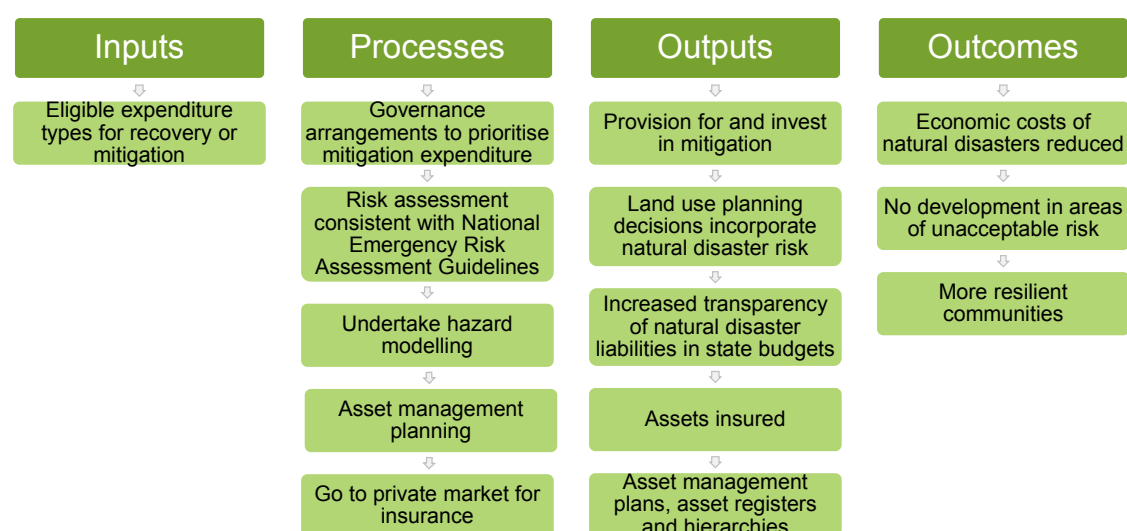 Inputs
Eligible expenditure
types for recovery or
mitigation
Processes
Governance
arrangements to prioritise
mitigation expenditure
Risk assessment
consistent with National
Emergency Risk
Assessment Guidelines
Undertake hazard
modelling
Asset management
planning
Go to private market for
insurance
Outputs
Provision for and invest
in mitigation
Land use planning
decisions incorporate
natural disaster risk
Increased transparency
of natural disaster
liabilities in state budgets
Assets insured
Asset management
plans, asset registers
and hierarchies
Outcomes
Economic costs of
natural disasters reduced
No development in areas
of unacceptable risk
More resilient
communities